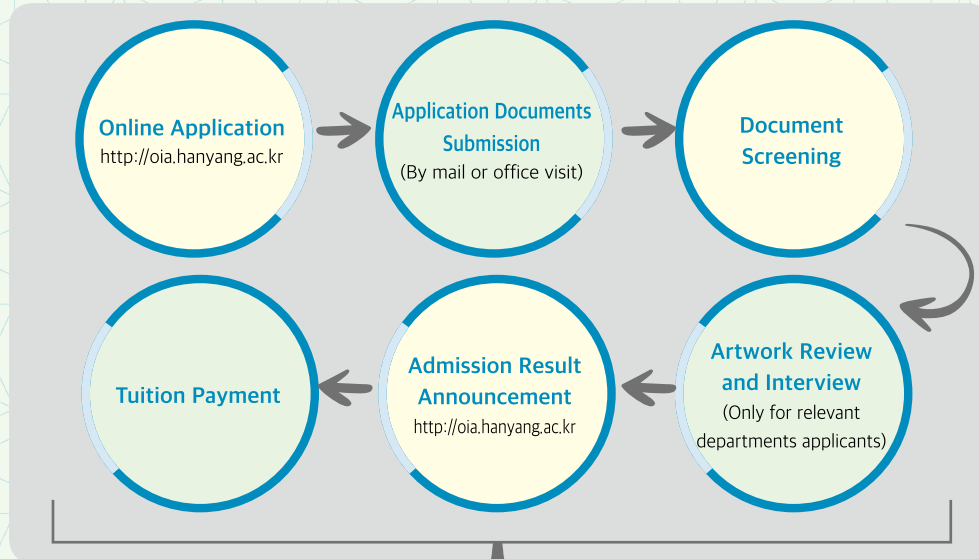 Online Application
http://oia.hanyang.ac.kr
Application Documents
Submission
(By mail or office visit)
Document
Screening
Artwork Review
and Interview
(Only for relevant
departments applicants)
Admission Result
Announcement
http://oia.hanyang.ac.kr
Tuition Payment